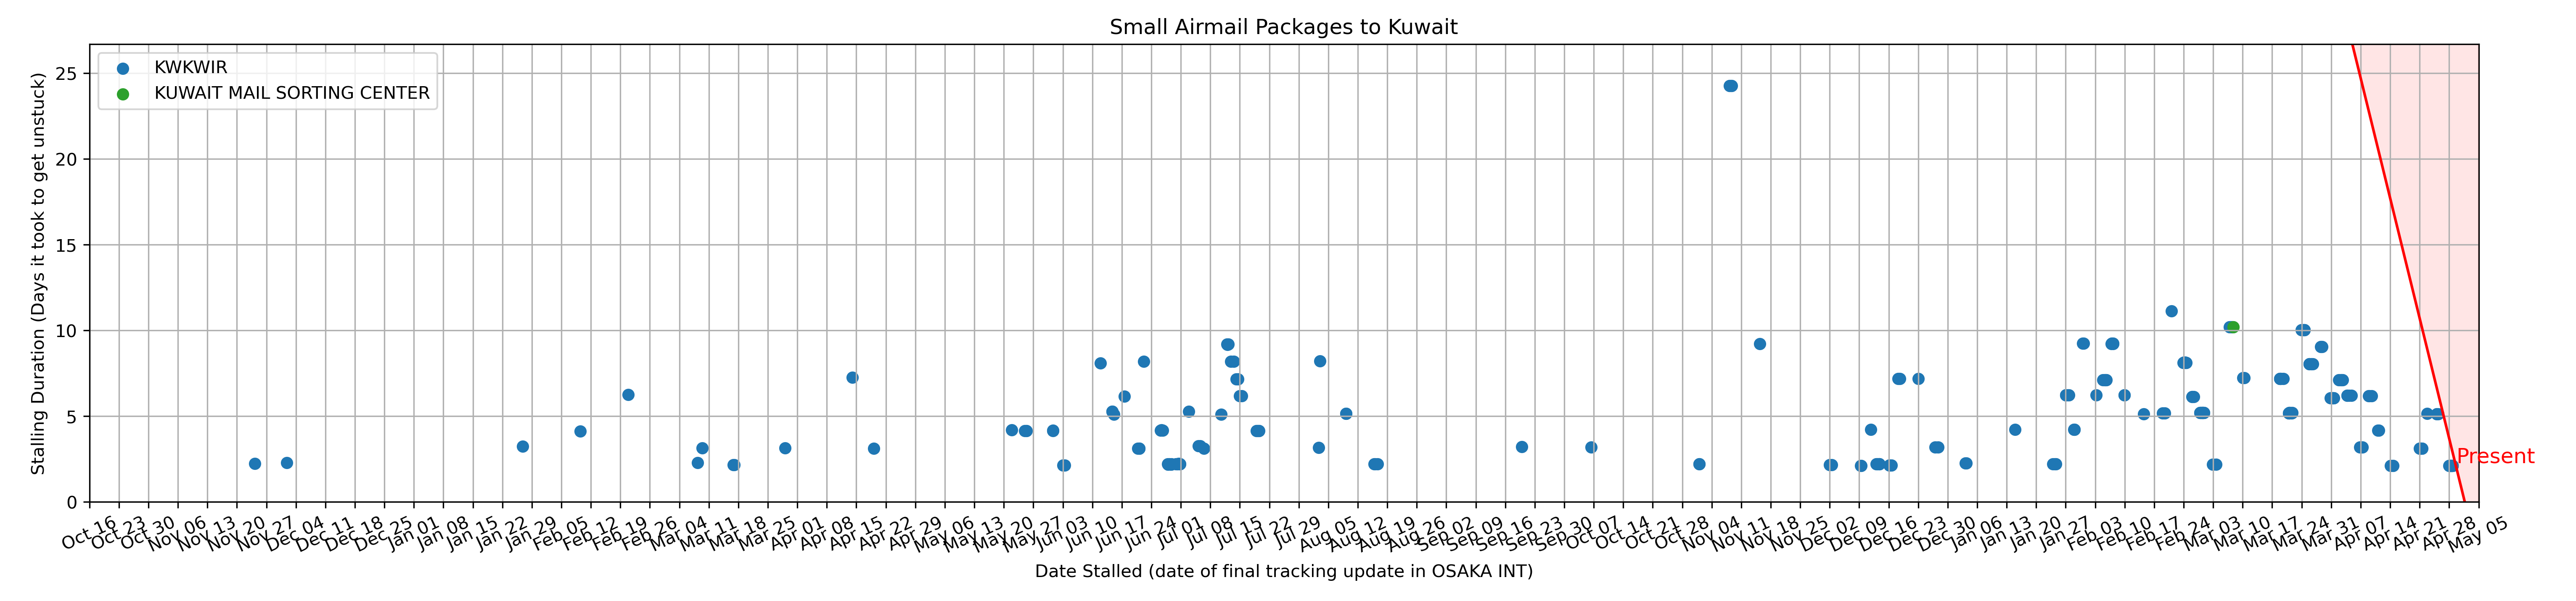 Small Airmail Packages to Kuwait
KWKWIR
KUWAIT MAIL SORTING CENTER
Stalling Duration (Days it took to get unstuck)
25
20
15
10
5
0
Present
Oct 16
Oct 23
Oct 30
Nov 06
Nov 13
Nov 20
Nov 27
Dec 04
Dec 11
Dec 18
Dec 25
Jan 01
Jan 08
Jan 15
Jan 22
Jan 29
Feb 05
Feb 12
Feb 19
Feb 26
Mar 04
Mar 11
Mar 18
Mar 25
Apr 01
Apr 08
Apr 15
Apr 22
Apr 29
May 06
May 13
May 20
May 27
Jun 03
Jun 10
Jun 17
Jun 24
Jul 01
Jul 08
Jul 15
Jul 22
Jul 29
Aug 05
Aug 12
Aug 19
Aug 26
Sep 02
Sep 09
Sep 16
Sep 23
Sep 30
Oct 07
Oct 14
Oct 21
Oct 28
Nov 04
Nov 11
Nov 18
Nov 25
Dec 02
Dec 09
Dec 16
Dec 23
Dec 30
Jan 06
Jan 13
Jan 20
Jan 27
Feb 03
Feb 10
Feb 17
Feb 24
Mar 03
Mar 10
Mar 17
Mar 24
Mar 31
Apr 07
Apr 14
Apr 21
Apr 28
May 05
Date Stalled (date of final tracking update in OSAKA INT)